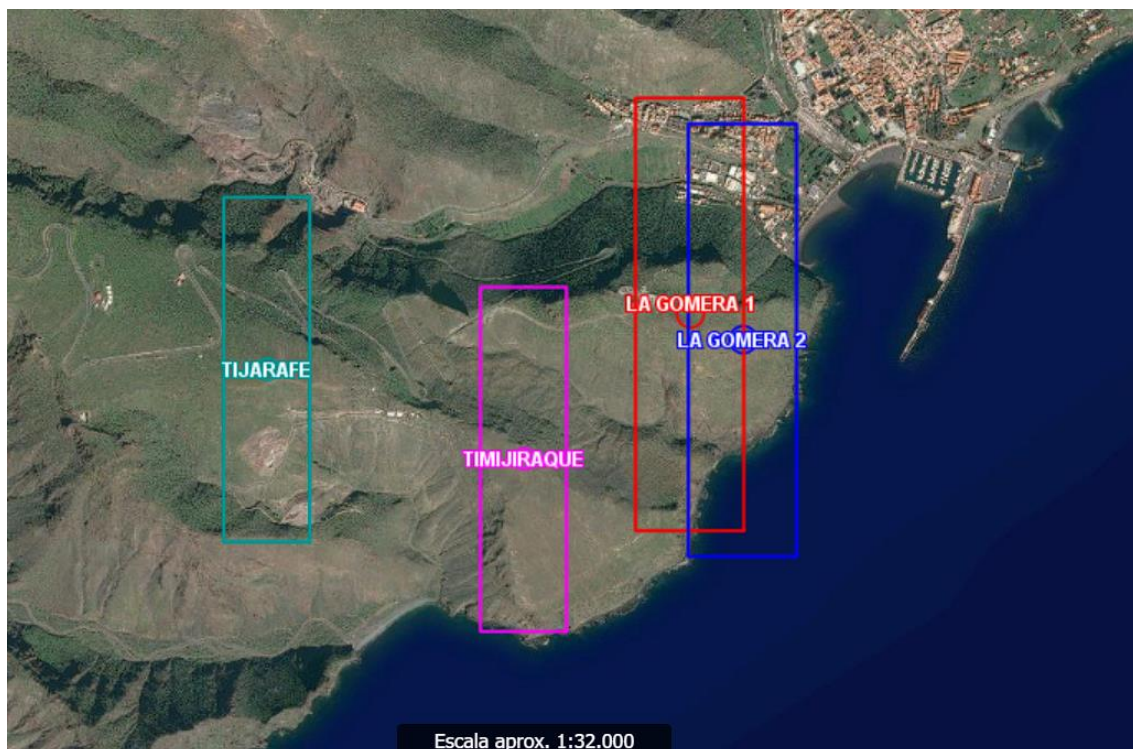 LA GOMERA 1
LA GOMERA 2
TIJARAFE
TIMIJIRAQUE
Escala aprox. 1:32.000